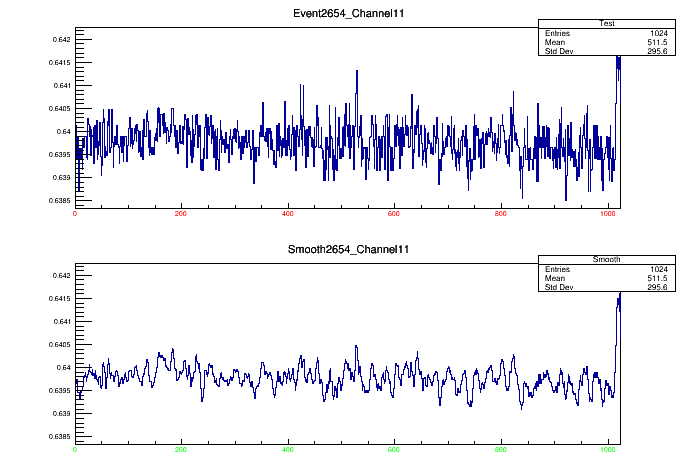 Event2654_Channel11
Test
Entries 1024
Mean 511.5
Std Dev 295.6
0.642
0.6415
0.641
0.6405
0.64
0.6395
0.639
0.6385
0 200 400 600 800 1000
Smooth2654_Channel11
Smooth
Entries 1024
Mean 511.5
Std Dev 295.6
0.642
0.6415
0.641
0.6405
0.64
0.6395
0.639
0.6385
0 200 400 600 800 1000